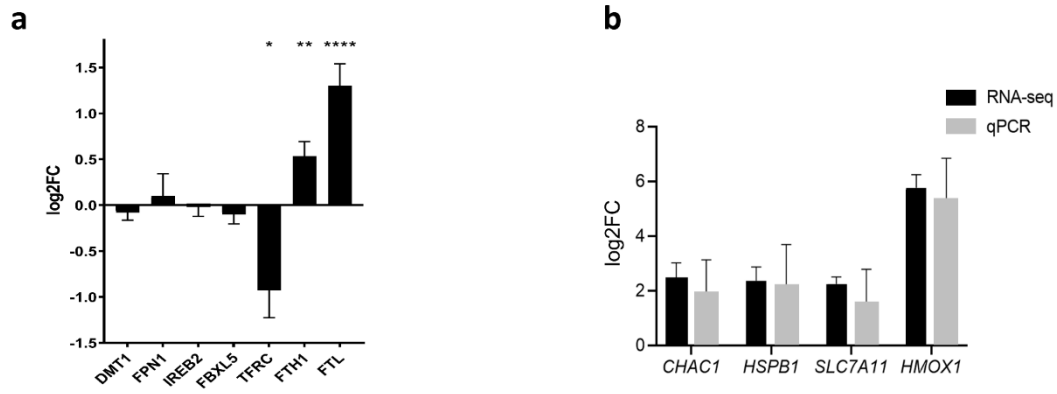 a
* ** ****
1.5
1.0
0.5
0.0
-0.5
-1.0
-1.5
log2FC
DMT1 FPN1 IREB2 FBXL5 TFRC FTH1 FTL
b
RNA-seq
qPCR
8
6
4
2
0
log2FC
CHAC1 HSPB1 SLC7A11 HMOX1